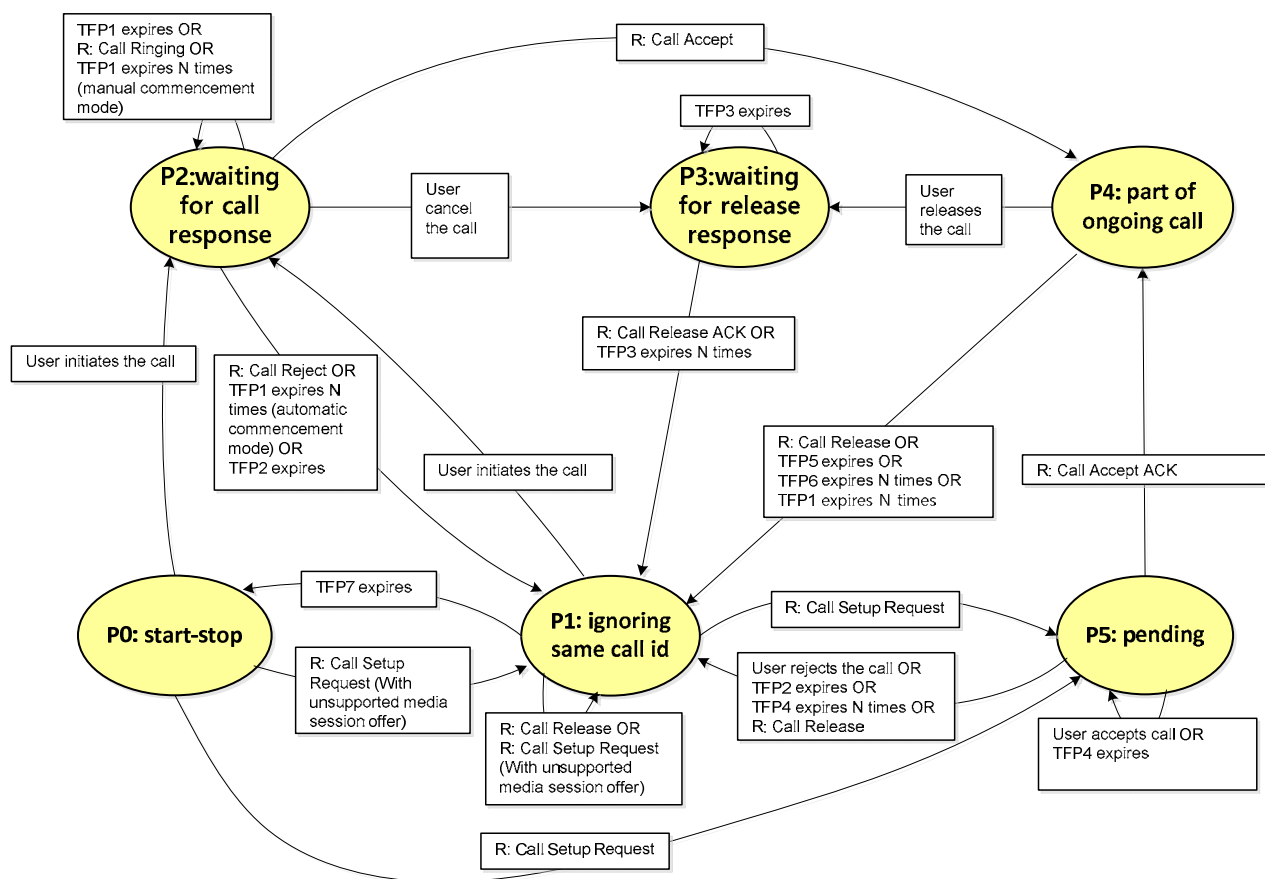 TFP1 expires OR
R: Call Ringing OR
TFP1 expires N times
(manual commencement
mode)
R: Call Accept
TFP3 expires
P2:waiting
for call
response
User
cancel
the call
P3:waiting
for release
response
User
releases
the call
P4: part of
ongoing call
User initiates the call
R: Call Reject OR
TFP1 expires N
times (automatic
commencement
mode) OR
TFP2 expires
R: Call Release ACK OR
TFP3 expires N times
User initiates the call
R: Call Release OR
TFP5 expires OR
TFP6 expires N times OR
TFP1 expires N times
R: Call Accept ACK
P0: start-stop
TFP7 expires
R: Call Setup
Request (With
unsupported media
session offer)
P1: ignoring
same call id
R: Call Setup Request
P5: pending
User rejects the call OR
TFP2 expires OR
TFP4 expires N times OR
R: Call Release
R: Call Release OR
R: Call Setup Request
(With unsupported
media session offer)
User accepts call OR
TFP4 expires
R: Call Setup Request